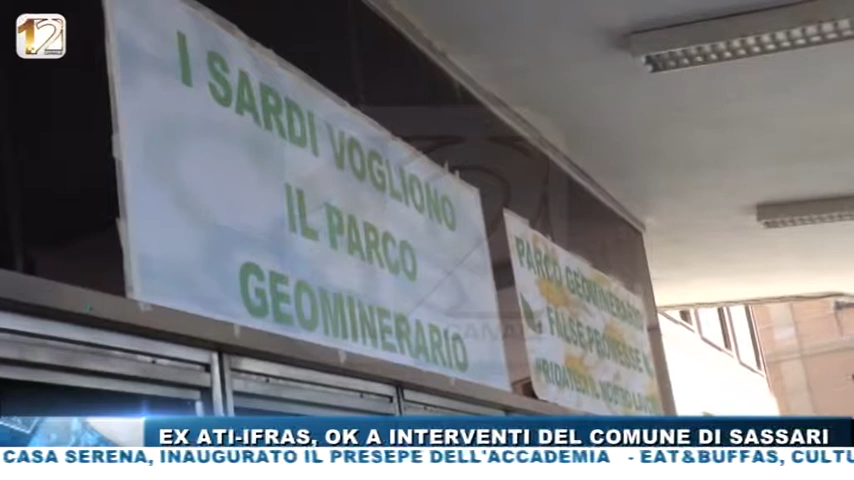 12
I SARDI VOGLIONO
IL PARCO
GEOMINERARIO
PARCO GEOMINERARIO
FALSE PROMESSE
EX ATI-IFRAS, OK A INTERVENTI DEL COMUNE DI SASSARI
CASA SERENA, INAUGURATO IL PRESEPE DELL'ACCADEMIA - EAT&BUFFAS, CULTU